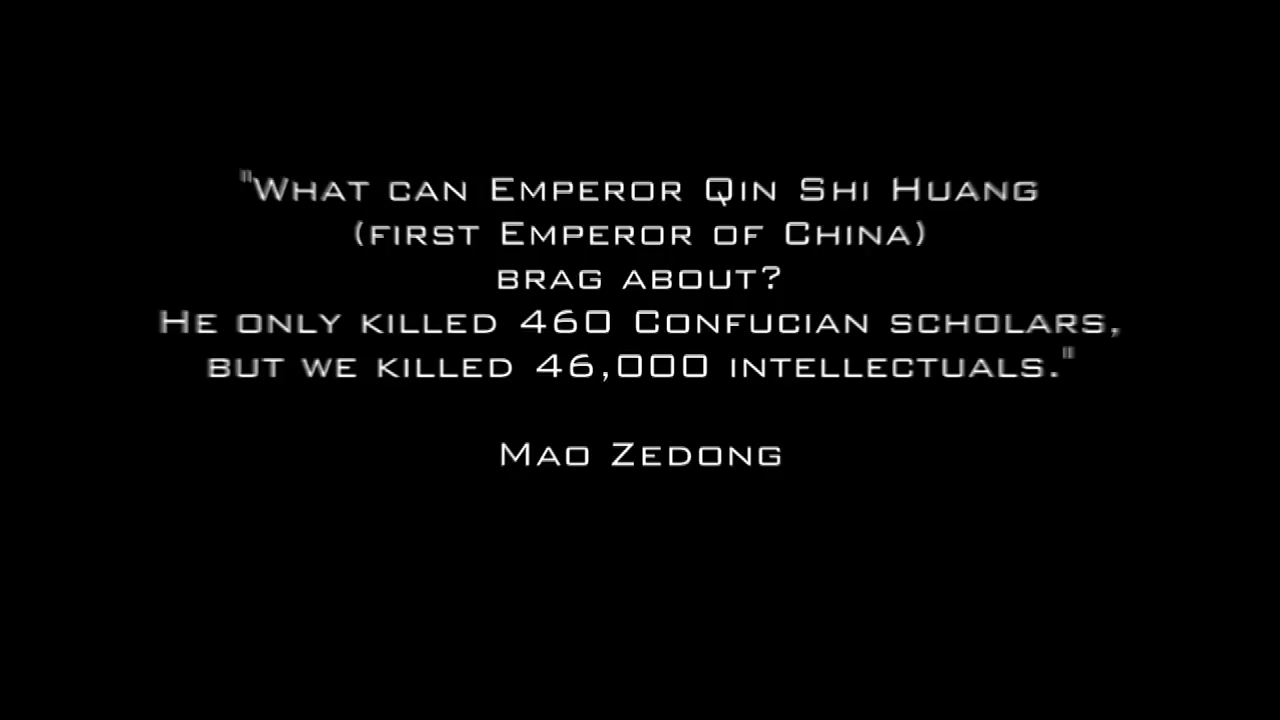 "What can Emperor Qin Shi Huang
(first Emperor of China)
brag about?
He only killed 460 Confucian scholars,
but we killed 46,000 intellectuals."
Mao Zedong